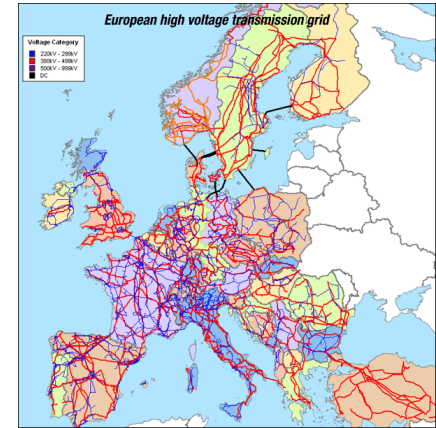 European high voltage transmission grid
Voltage Category
220kV - 299kV
380kV - 499kV
500kV - 999kV
DC